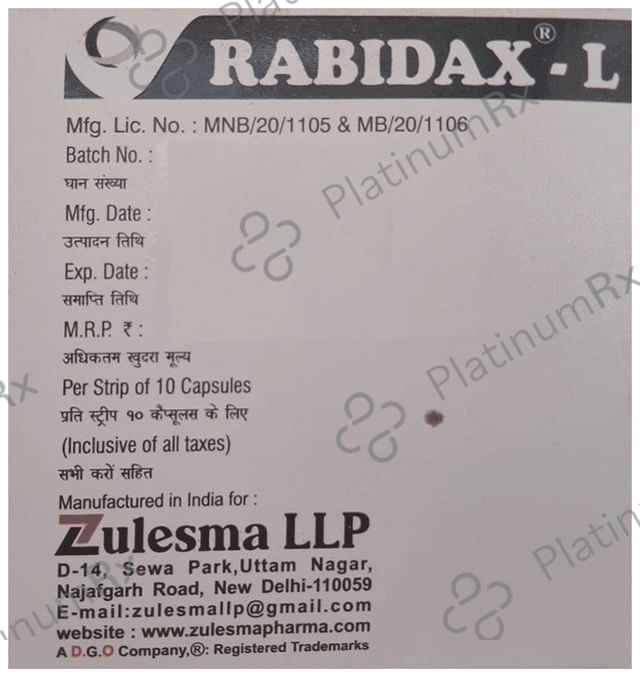 RABIDAX® - L
Mfg. Lic. No. : MNB/20/1105 & MB/20/1106
Batch No. :
घान संख्या
Mfg. Date :
उत्पादन तिथि
Exp. Date :
समाप्ति तिथि
M.R.P. ₹ :
अधिकतम खुदरा मूल्य
Per Strip of 10 Capsules
प्रति स्ट्रीप १० कैप्सूलस के लिए
(Inclusive of all taxes)
सभी करों सहित
Manufactured in India for :
Zulesma LLP
D-14, Sewa Park,Uttam Nagar,
Najafgarh Road, New Delhi-110059
E-mail:zulesmallp@gmail.com
website : www.zulesmapharma.com
A D.G.O Company,®: Registered Trademarks
PlatinumRx
PlatinumRx